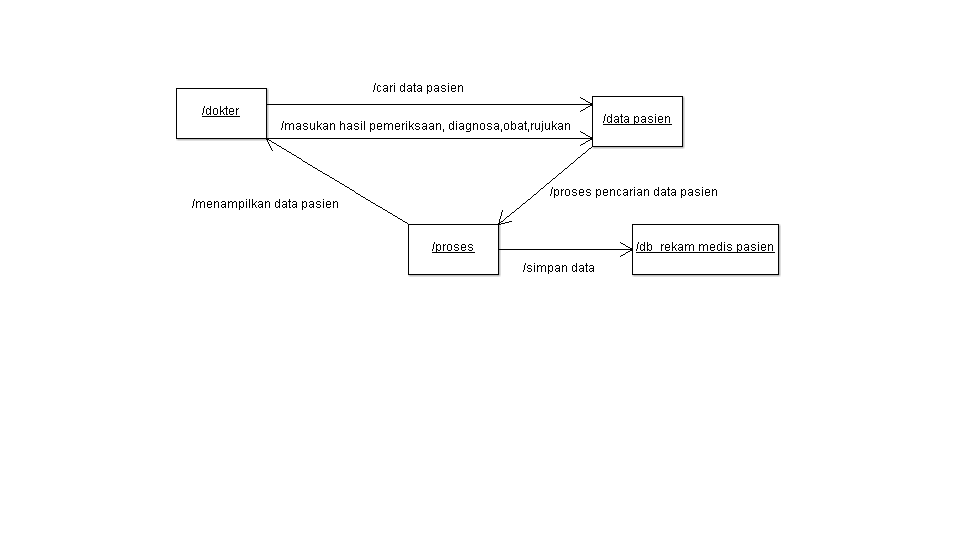 /cari data pasien
/dokter
/data pasien
/masukan hasil pemeriksaan, diagnosa,obat,rujukan
/proses pencarian data pasien
/menampilkan data pasien
/proses
/db_rekam medis pasien
/simpan data